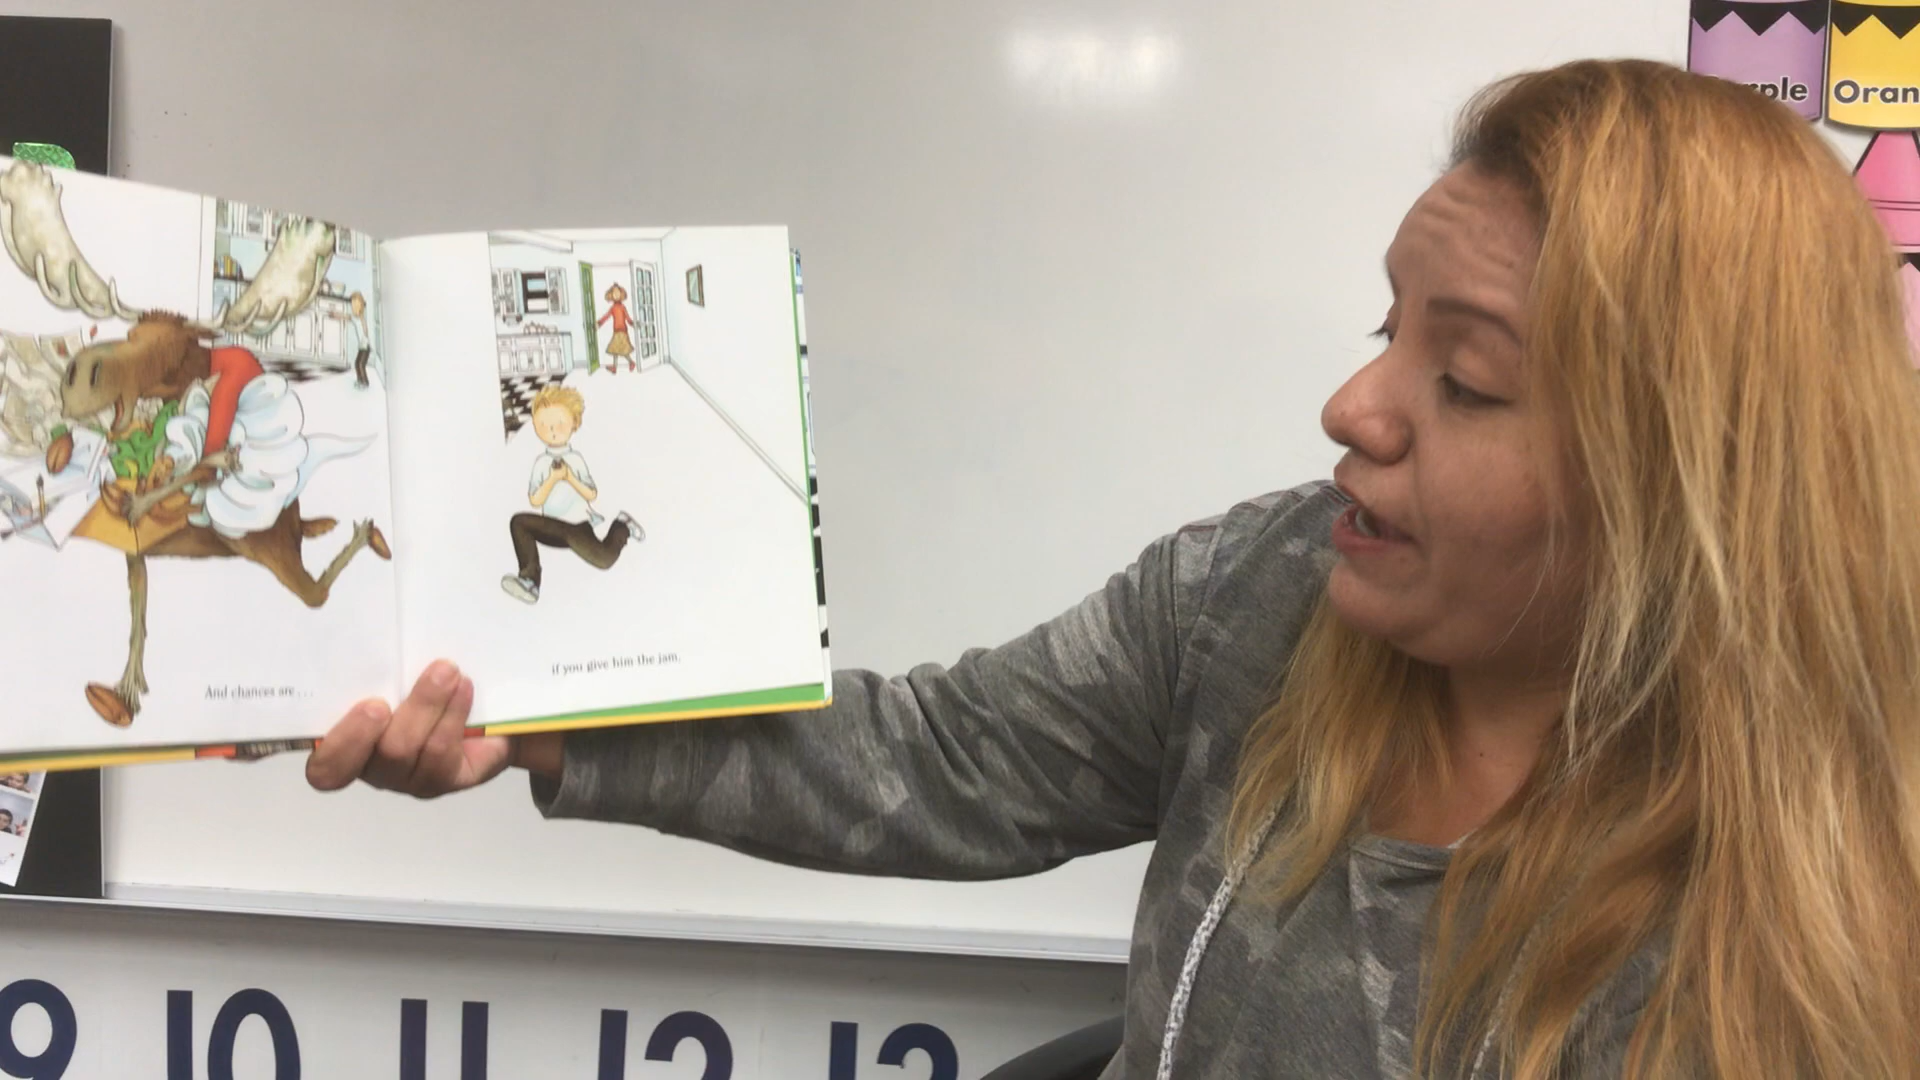 Purple
Oran
And chances are . . .
if you give him the jam,
9 10 11 12 13